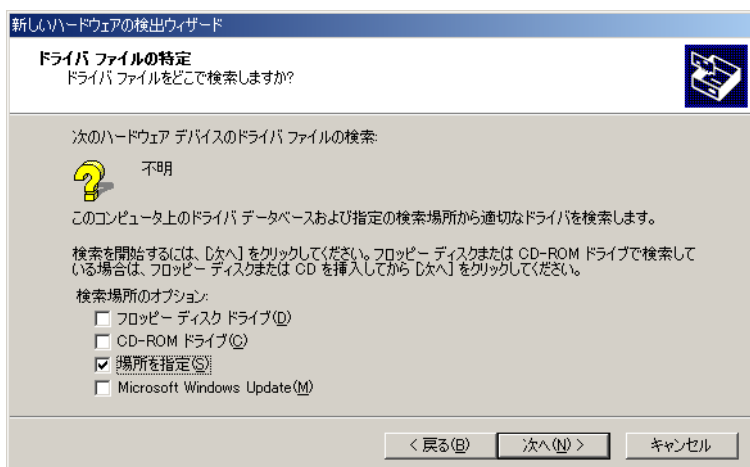 新しいハードウェアの検出ウィザード
ドライバ ファイルの特定
ドライバ ファイルをどこで検索しますか?
次のハードウェア デバイスのドライバ ファイルの検索:
不明
このコンピュータ上のドライバ データベースおよび指定の検索場所から適切なドライバを検索します。
検索を開始するには、[次へ] をクリックしてください。フロッピー ディスクまたは CD-ROM ドライブで検索して
いる場合は、フロッピー ディスクまたは CD を挿入してから [次へ] をクリックしてください。
検索場所のオプション:
フロッピー ディスク ドライブ(D)
CD-ROM ドライブ(C)
場所を指定(S)
Microsoft Windows Update(M)
< 戻る(B) 次へ(N) > キャンセル